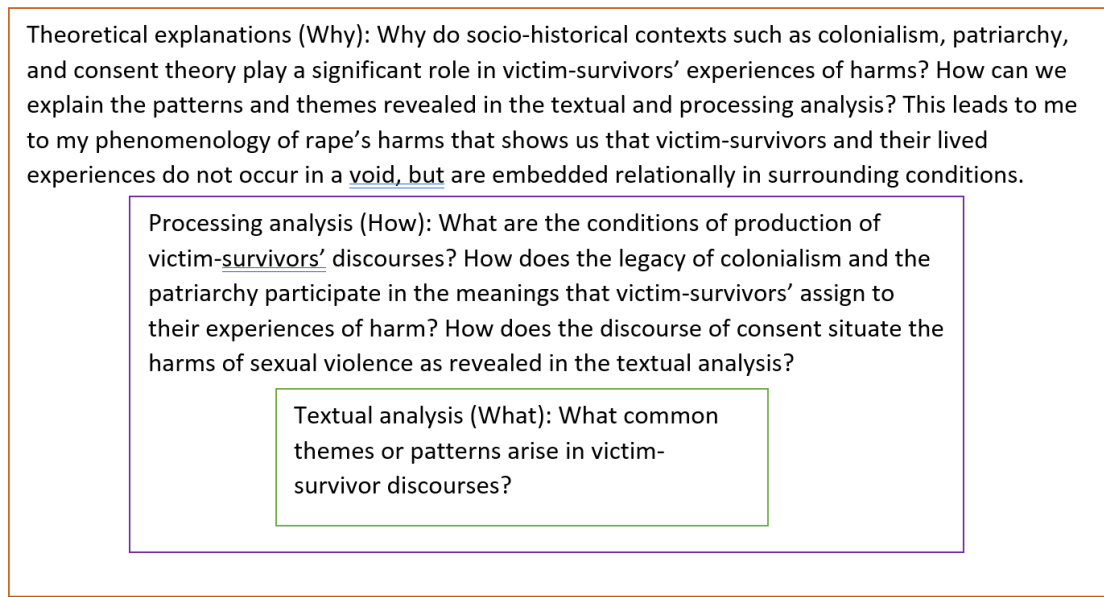 Theoretical explanations (Why): Why do socio-historical contexts such as colonialism, patriarchy,
and consent theory play a significant role in victim-survivors’ experiences of harms? How can we
explain the patterns and themes revealed in the textual and processing analysis? This leads to me
to my phenomenology of rape’s harms that shows us that victim-survivors and their lived
experiences do not occur in a void, but are embedded relationally in surrounding conditions.
Processing analysis (How): What are the conditions of production of
victim-survivors’ discourses? How does the legacy of colonialism and the
patriarchy participate in the meanings that victim-survivors’ assign to
their experiences of harm? How does the discourse of consent situate the
harms of sexual violence as revealed in the textual analysis?
Textual analysis (What): What common
themes or patterns arise in victim-
survivor discourses?